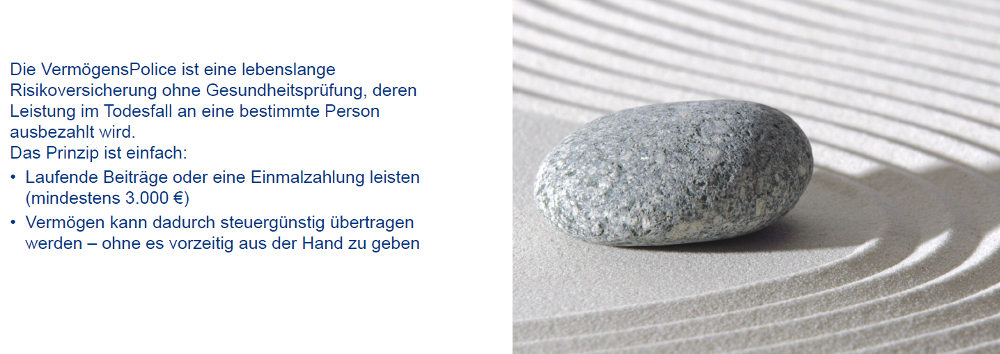 Die VermögensPolice ist eine lebenslange
Risikoversicherung ohne Gesundheitsprüfung, deren
Leistung im Todesfall an eine bestimmte Person
ausbezahlt wird.
Das Prinzip ist einfach:
• Laufende Beiträge oder eine Einmalzahlung leisten
(mindestens 3.000 €)
• Vermögen kann dadurch steuergünstig übertragen
werden – ohne es vorzeitig aus der Hand zu geben